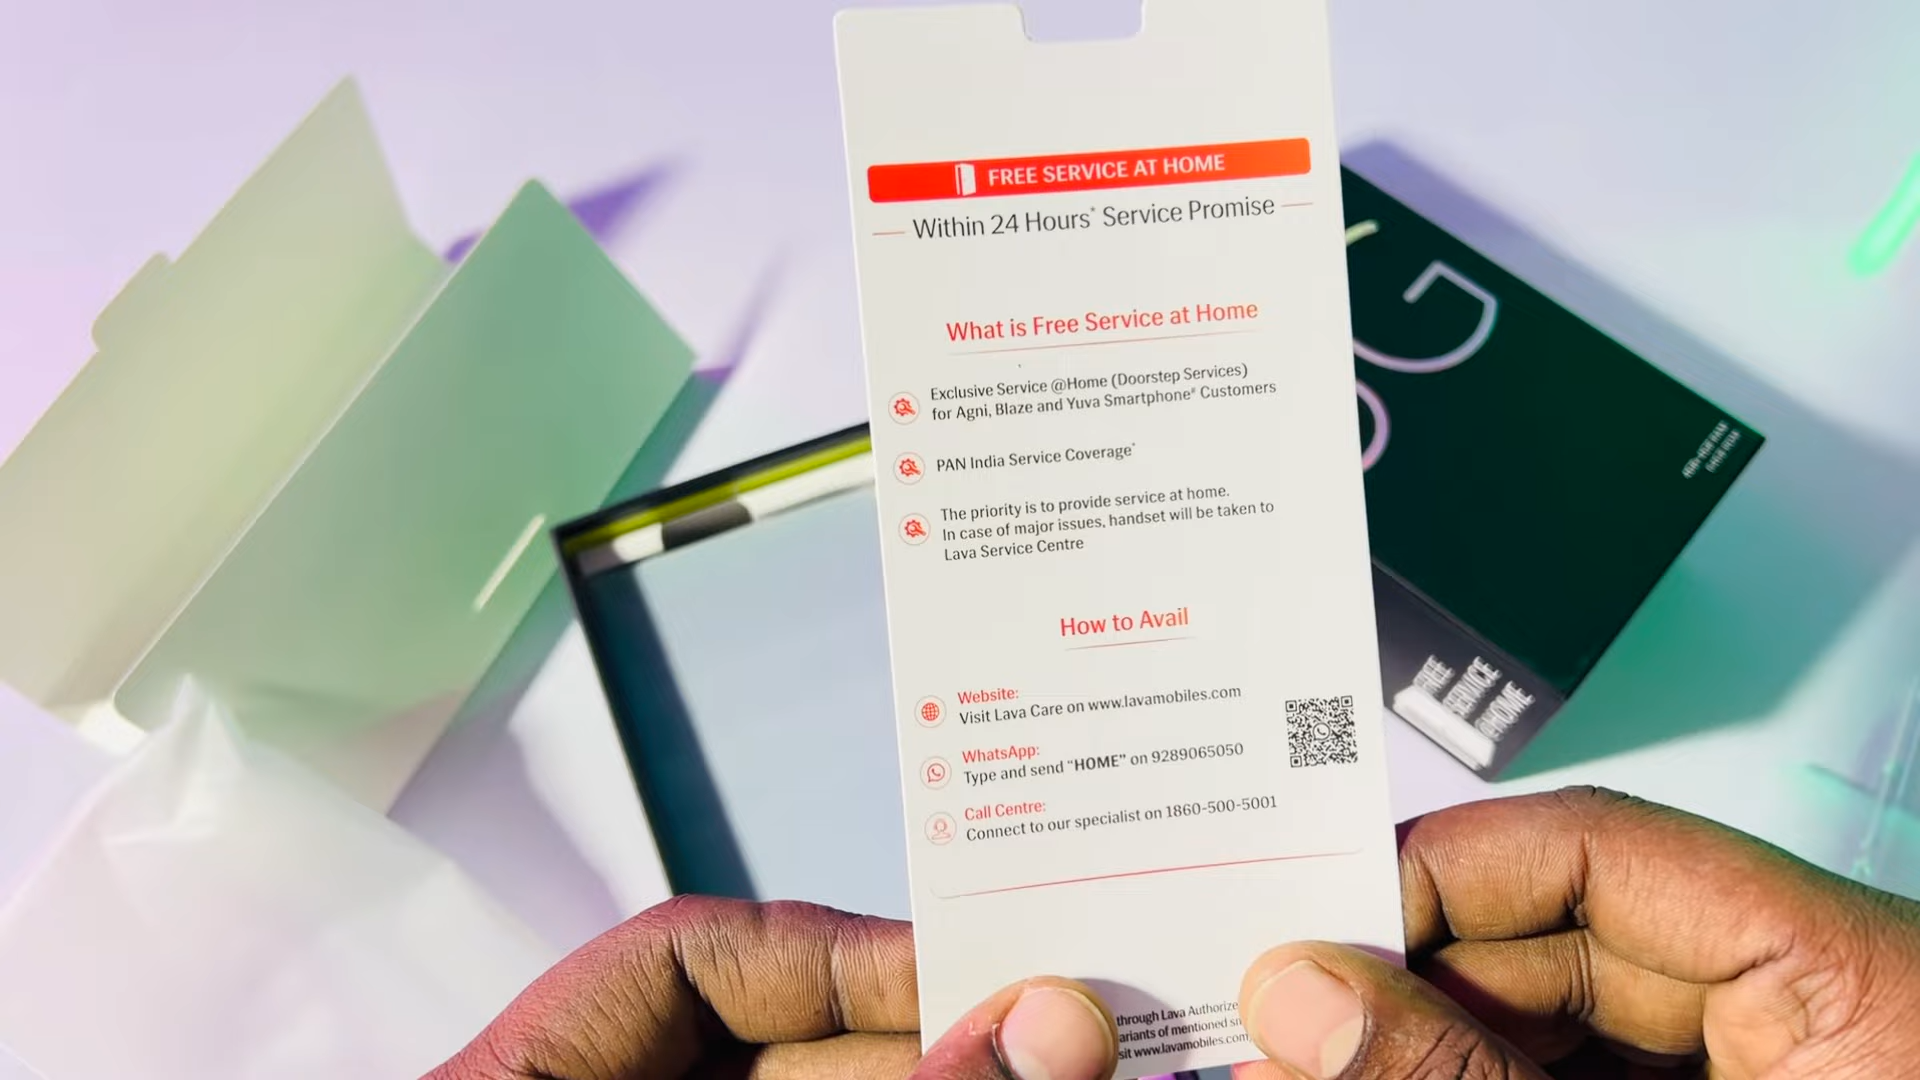 FREE SERVICE AT HOME
Within 24 Hours* Service Promise
What is Free Service at Home
Exclusive Service @Home (Doorstep Services)
for Agni, Blaze and Yuva Smartphone# Customers
PAN India Service Coverage*
The priority is to provide service at home.
In case of major issues, handset will be taken to
Lava Service Centre
How to Avail
Website:
Visit Lava Care on www.lavamobiles.com
WhatsApp:
Type and send “HOME” on 9289065050
Call Centre:
Connect to our specialist on 1860-500-5001
through Lava Authorize
ariants of mentioned
sit www.lavamobiles.com
G
FREE
SERVICE
@HOME